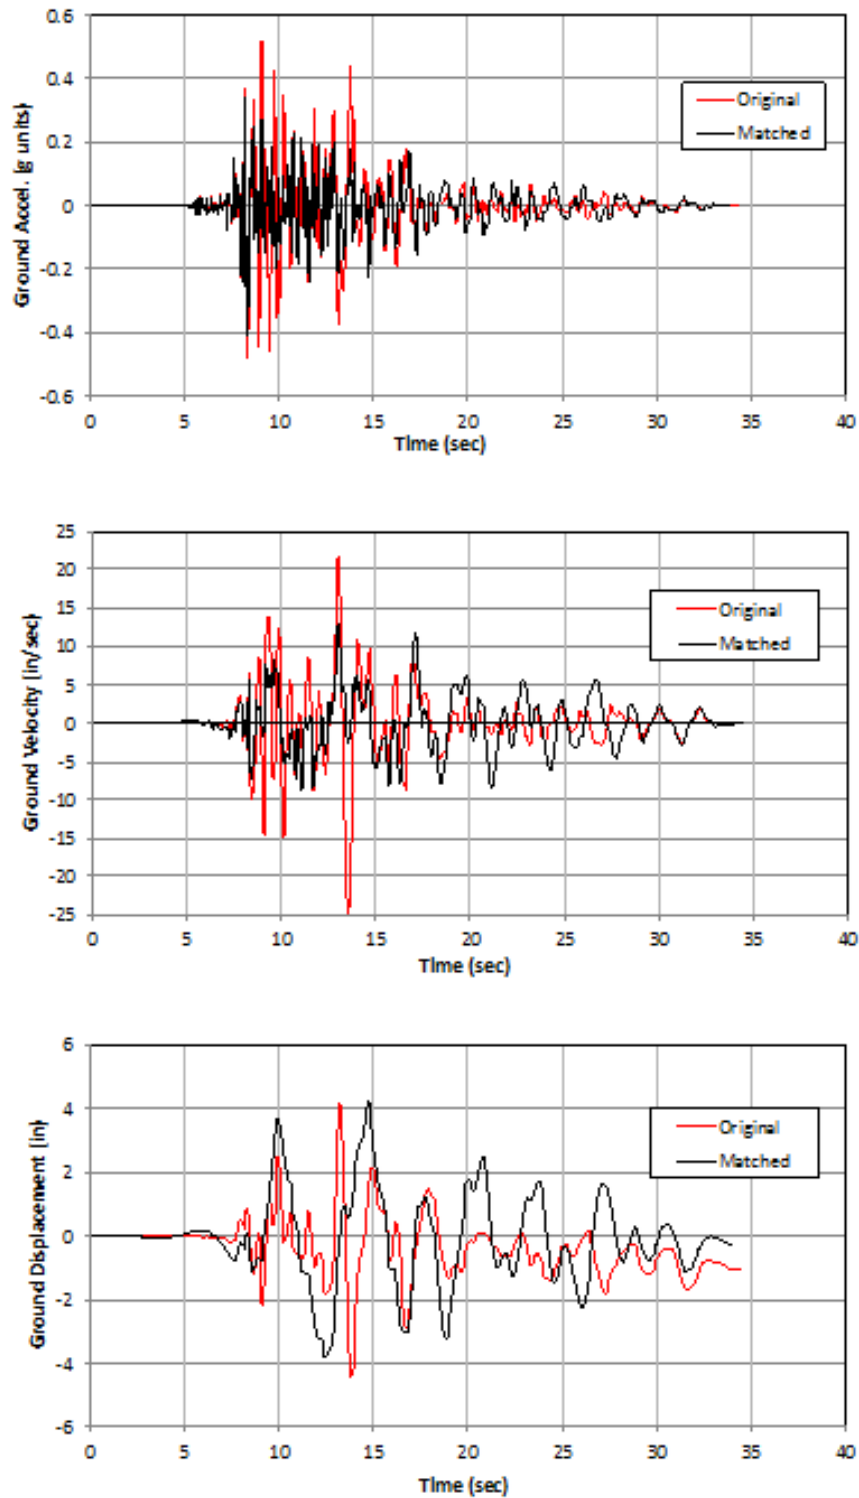 0.6
0.4
0.2
0
-0.2
-0.4
-0.6
Ground Accel. (g units)
Original
Matched
0 5 10 15 20 25 30 35 40
Time (sec)
25
20
15
10
5
0
-5
-10
-15
-20
-25
Ground Velocity (in/sec)
Original
Matched
0 5 10 15 20 25 30 35 40
Time (sec)
6
4
2
0
-2
-4
-6
Ground Displacement (in)
Original
Matched
0 5 10 15 20 25 30 35 40
Time (sec)